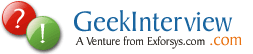 ? ! GeekInterview .com
A Venture from Exforsys.com